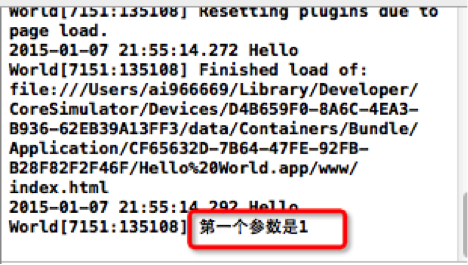 World[7151:135108] Resetting plugins due to
page load.
2015-01-07 21:55:14.272 Hello
World[7151:135108] Finished load of:
file:///Users/ai966669/Library/Developer/
CoreSimulator/Devices/D4B659F0-8A6C-4EA3-
B936-62EB39A13FF3/data/Containers/Bundle/
Application/CF65632D-7B64-47FE-92FB-
B28F82F2F46F/Hello%20World.app/www/
index.html
2015-01-07 21:55:14.292 Hello
World[7151:135108] 第一个参数是1